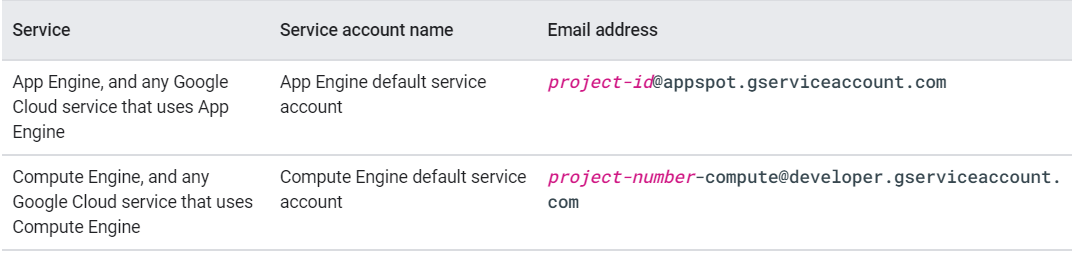 Service Service account name Email address
App Engine, and any Google App Engine default service project-id@appspot.gserviceaccount.com
Cloud service that uses App account
Engine
Compute Engine, and any Compute Engine default service project-number-compute@developer.gserviceaccount.
Google Cloud service that uses account com
Compute Engine